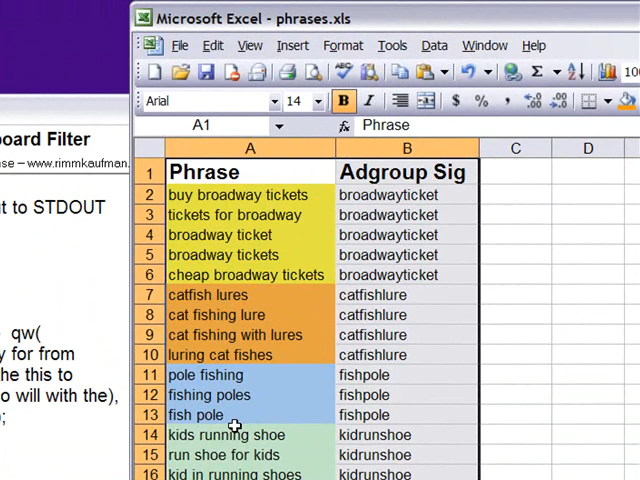 Microsoft Excel - phrases.xls
File Edit View Insert Format Tools Data Window Help
Σ 100
Arial 14 B I $ % ,
A1 fx Phrase
A B C D
1 Phrase Adgroup Sig
2 buy broadway tickets broadwayticket
3 tickets for broadway broadwayticket
4 broadway ticket broadwayticket
5 broadway tickets broadwayticket
6 cheap broadway tickets broadwayticket
7 catfish lures catfishlure
8 cat fishing lure catfishlure
9 cat fishing with lures catfishlure
10 luring cat fishes catfishlure
11 pole fishing fishpole
12 fishing poles fishpole
13 fish pole fishpole
14 kids running shoe kidrunshoe
15 run shoe for kids kidrunshoe
16 kid in running shoes kidrunshoe
board Filter
se – www.rimmkaufman.
ut to STDOUT
qw(
y for from
he this to
o will with the),
);